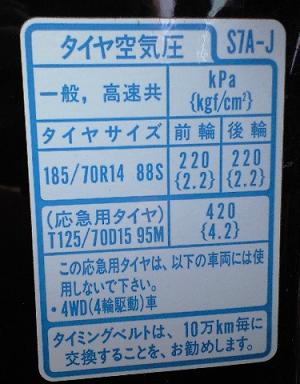 タイヤ空気圧 S7A-J
一般，高速共 kPa
{kgf/cm²}
タイヤサイズ 前輪 後輪
185/70R14 88S 220 220
{2.2} {2.2}
(応急用タイヤ) 420
T125/70D15 95M {4.2}
この応急用タイヤは、以下の車両には使
用しないで下さい。
・4WD(4輪駆動)車
タイミングベルトは、10万km毎に
交換することを、お勧めします。